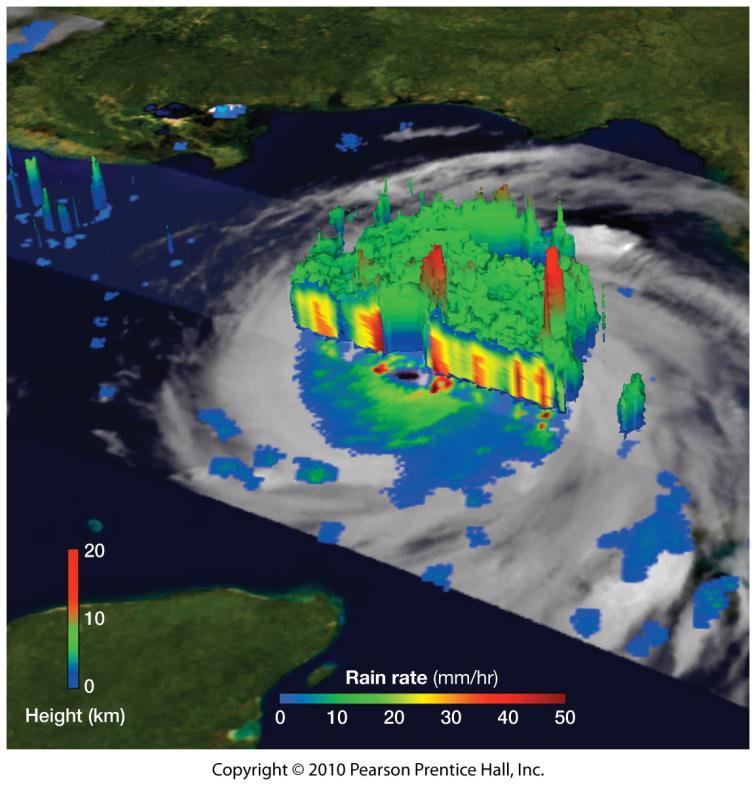 20
10
0
Height (km)
Rain rate (mm/hr)
0 10 20 30 40 50
Copyright © 2010 Pearson Prentice Hall, Inc.